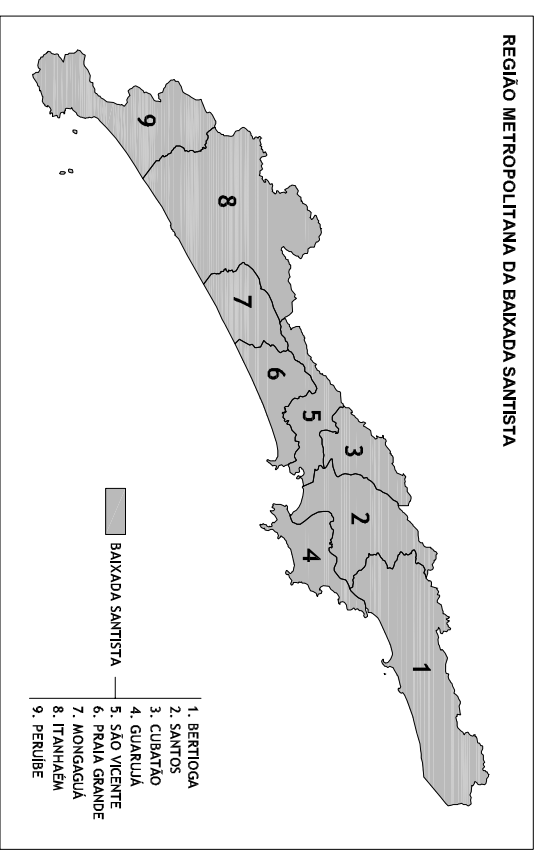 REGIÃO METROPOLITANA DA BAIXADA SANTISTA
9
8
7
6
5
3
2
4
1
BAIXADA SANTISTA
1. BERTIOGA
2. SANTOS
3. CUBATÃO
4. GUARUJÁ
5. SÃO VICENTE
6. PRAIA GRANDE
7. MONGAGUÁ
8. ITANHAÉM
9. PERUÍBE